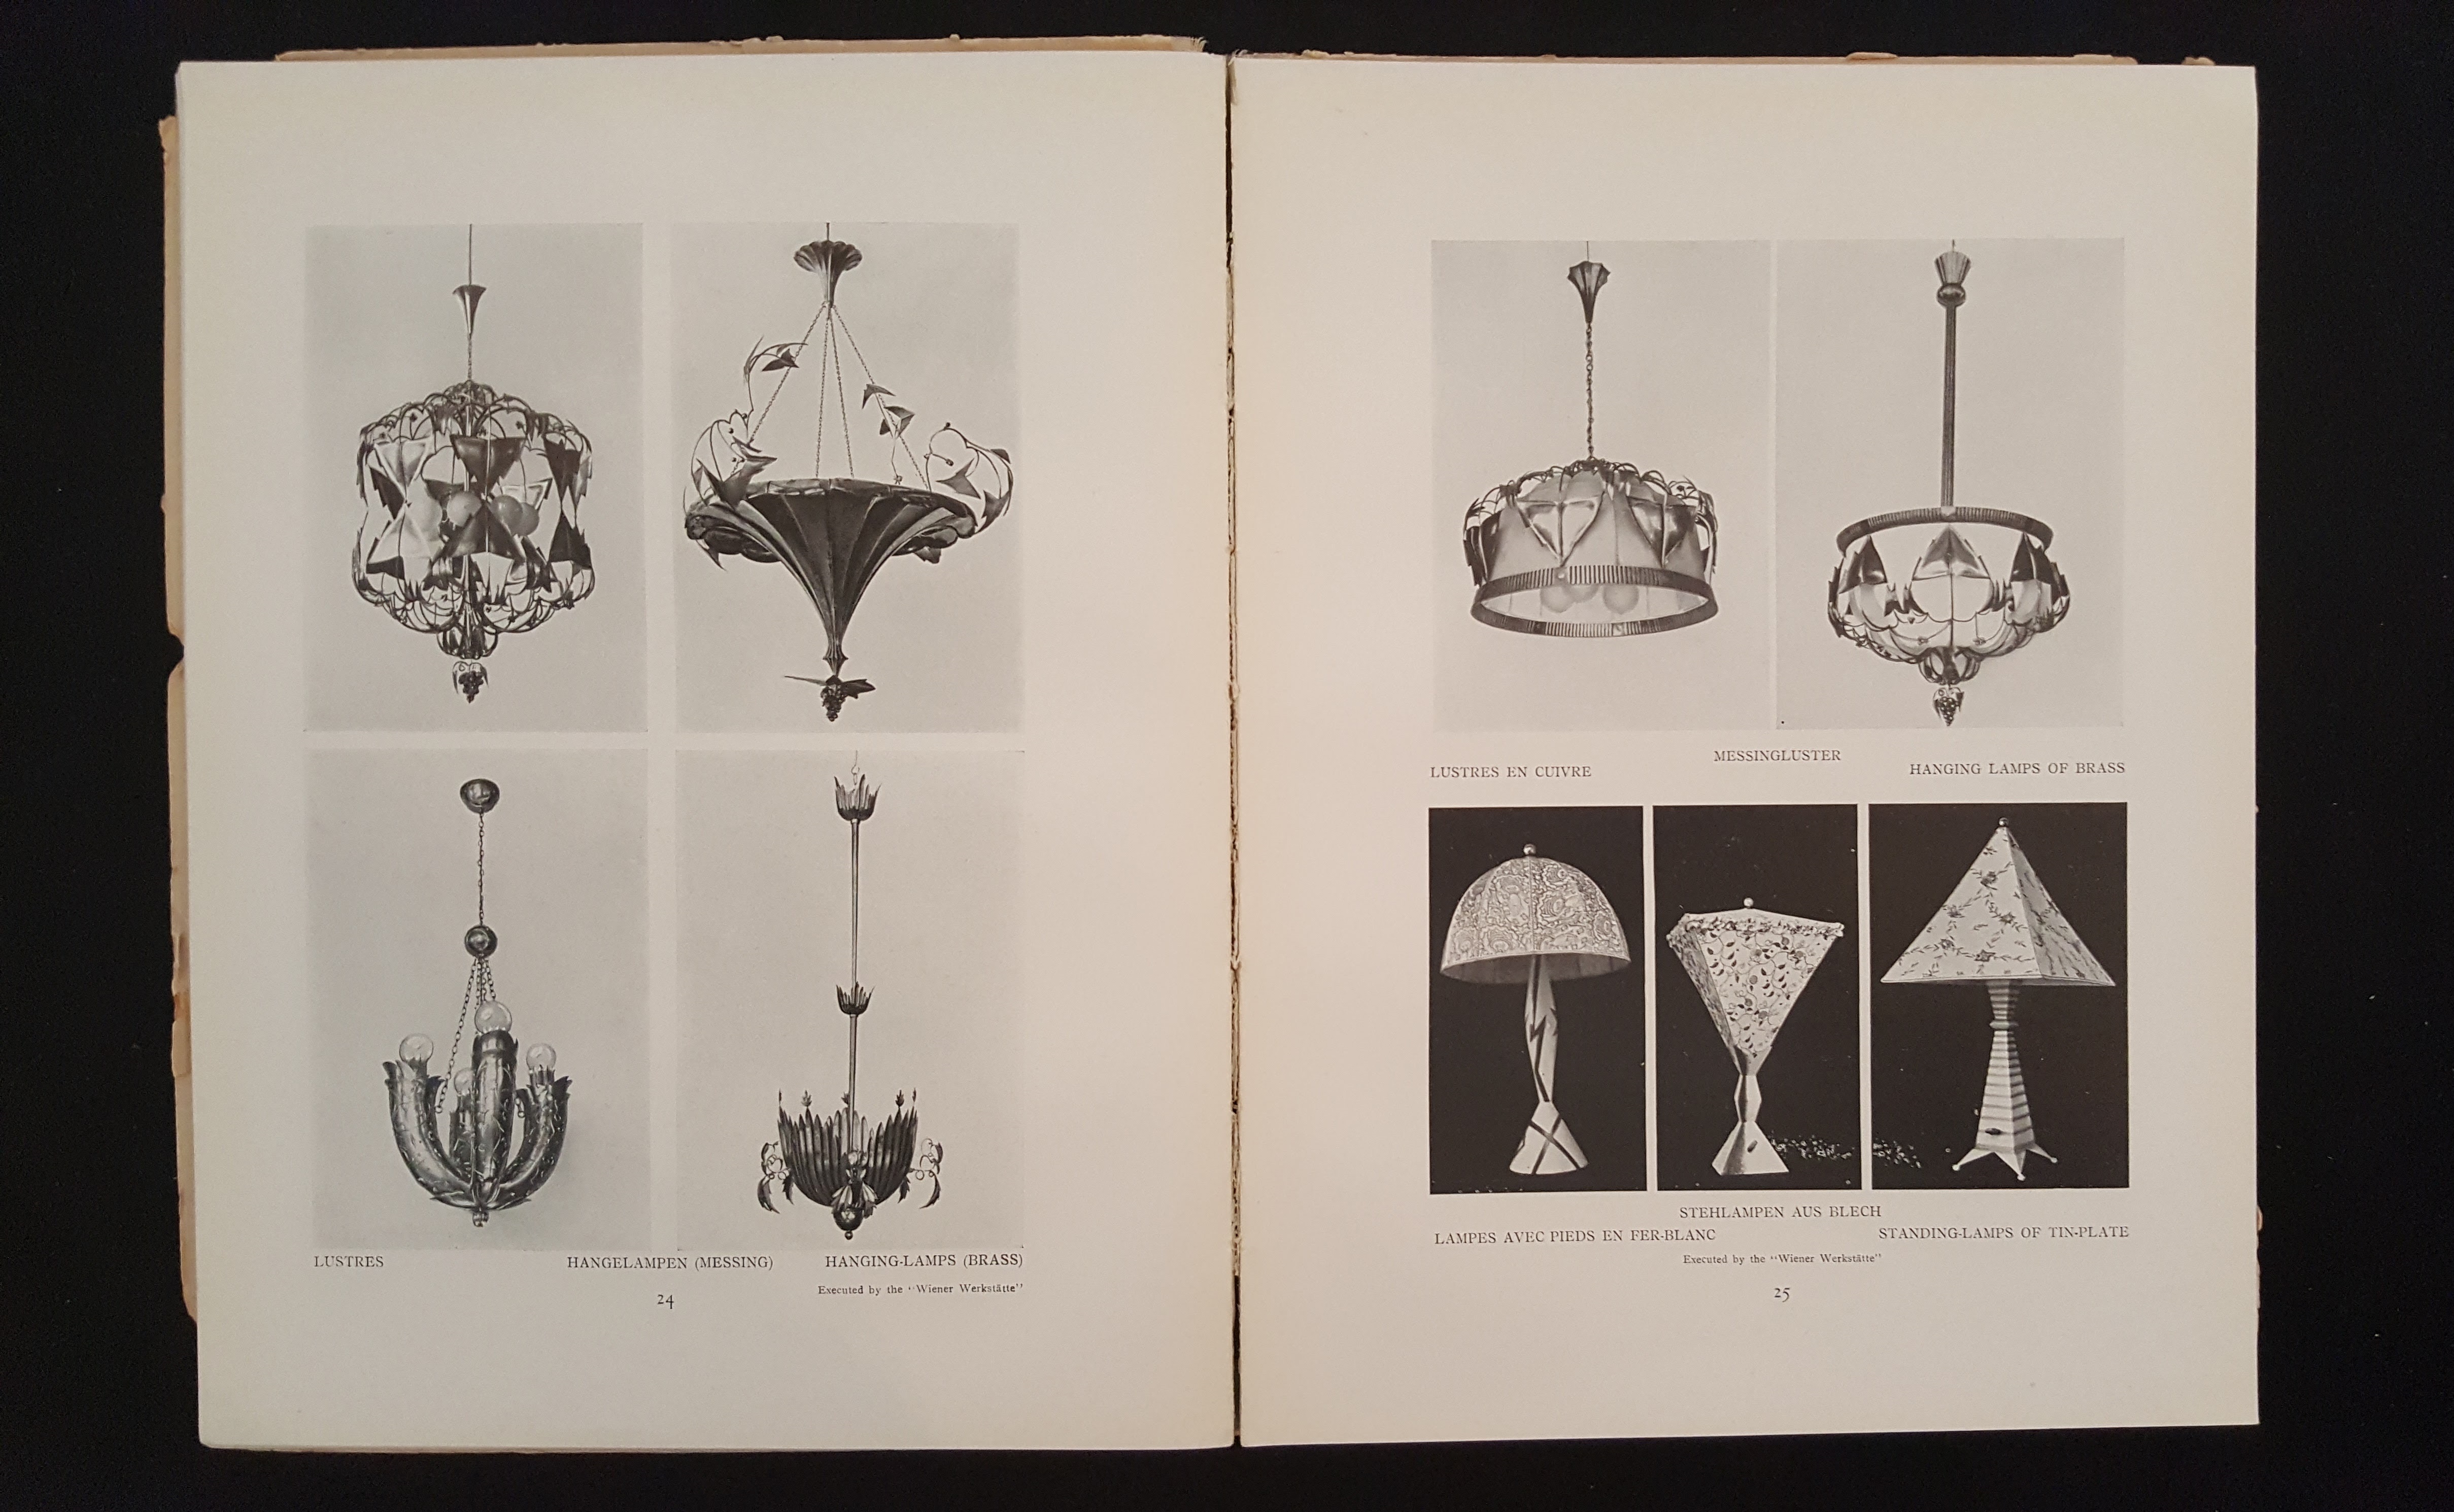 LUSTRES HANGELAMPEN (MESSING) HANGING-LAMPS (BRASS)
Executed by the “Wiener Werkstätte”
24
MESSINGLUSTER
LUSTRES EN CUIVRE HANGING LAMPS OF BRASS
STEHLAMPEN AUS BLECH
LAMPES AVEC PIEDS EN FER-BLANC STANDING-LAMPS OF TIN-PLATE
Executed by the “Wiener Werkstätte”
25